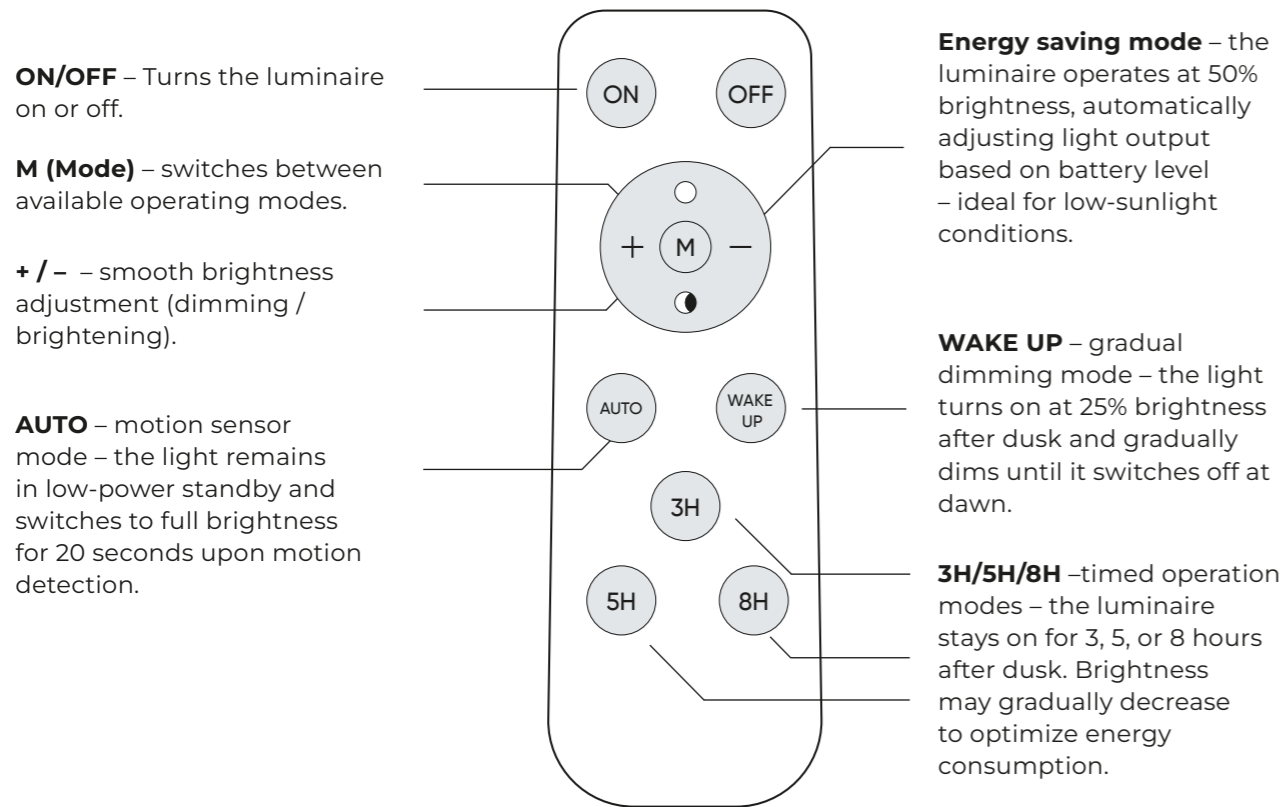 ON/OFF – Turns the luminaire
on or off.
M (Mode) – switches between
available operating modes.
+ / – – smooth brightness
adjustment (dimming /
brightening).
AUTO – motion sensor
mode – the light remains
in low-power standby and
switches to full brightness
for 20 seconds upon motion
detection.
ON OFF
+ M –
AUTO WAKE
UP
3H
5H 8H
Energy saving mode – the
luminaire operates at 50%
brightness, automatically
adjusting light output
based on battery level
– ideal for low-sunlight
conditions.
WAKE UP – gradual
dimming mode – the light
turns on at 25% brightness
after dusk and gradually
dims until it switches off at
dawn.
3H/5H/8H –timed operation
modes – the luminaire
stays on for 3, 5, or 8 hours
after dusk. Brightness
may gradually decrease
to optimize energy
consumption.